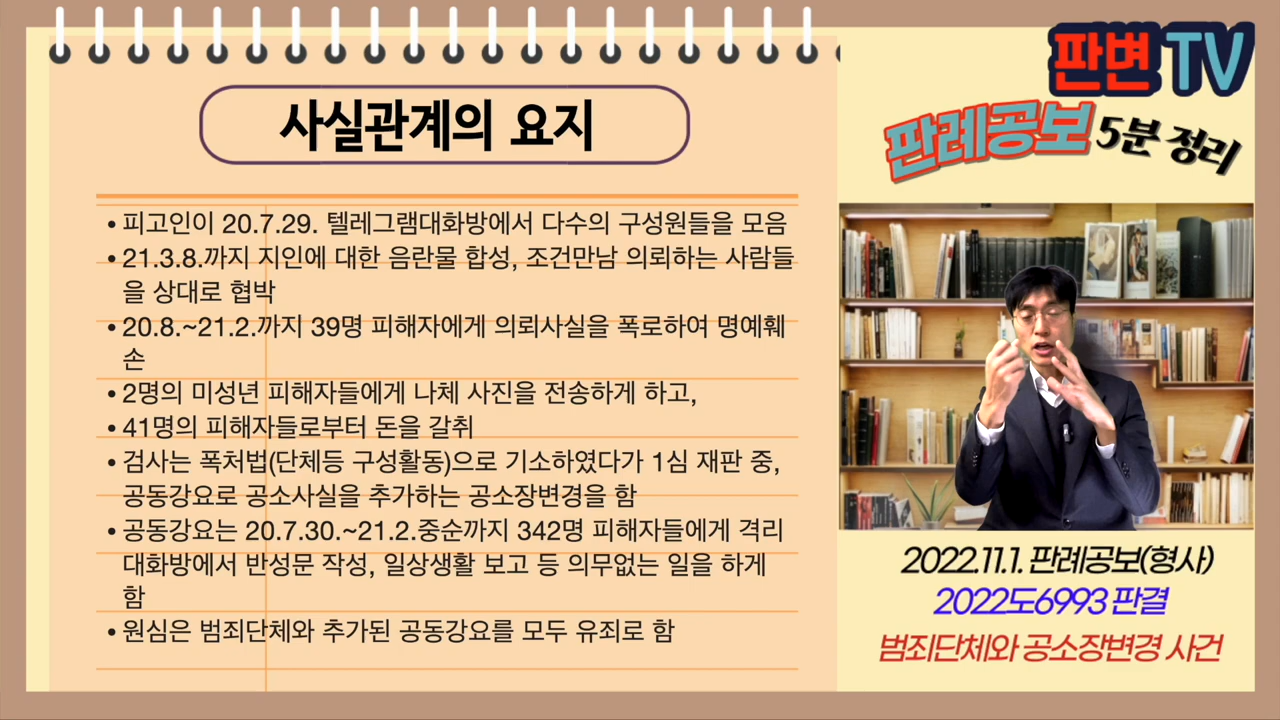 사실관계의 요지
• 피고인이 20.7.29. 텔레그램대화방에서 다수의 구성원들을 모음
• 21.3.8.까지 지인에 대한 음란물 합성, 조건만남 의뢰하는 사람들
을 상대로 협박
• 20.8.~21.2.까지 39명 피해자에게 의뢰사실을 폭로하여 명예훼
손
• 2명의 미성년 피해자들에게 나체 사진을 전송하게 하고,
• 41명의 피해자들로부터 돈을 갈취
• 검사는 폭처법(단체등 구성활동)으로 기소하였다가 1심 재판 중,
공동강요로 공소사실을 추가하는 공소장변경을 함
• 공동강요는 20.7.30.~21.2.중순까지 342명 피해자들에게 격리
대화방에서 반성문 작성, 일상생활 보고 등 의무없는 일을 하게
함
• 원심은 범죄단체와 추가된 공동강요를 모두 유죄로 함
판변 TV
판례공보 5분 정리
2022.11.1. 판례공보(형사)
2022도6993 판결
범죄단체와 공소장변경 사건